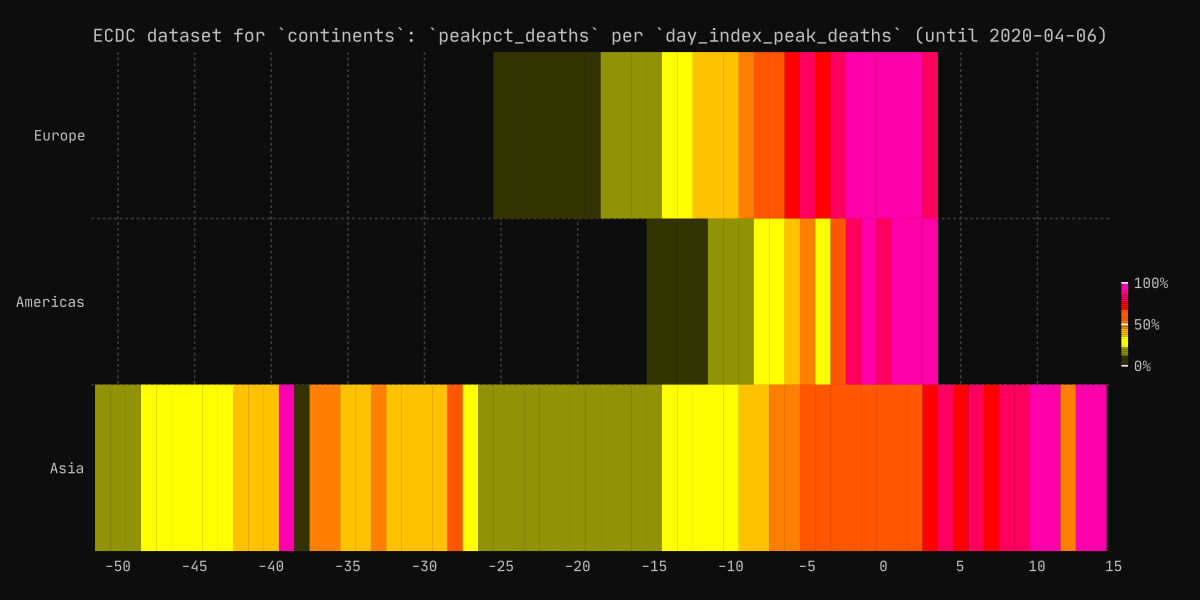 ECDC dataset for `continents`: `peakpct_deaths` per `day_index_peak_deaths` (until 2020-04-06)
Europe
Americas
Asia
100%
50%
0%
-50 -45 -40 -35 -30 -25 -20 -15 -10 -5 0 5 10 15